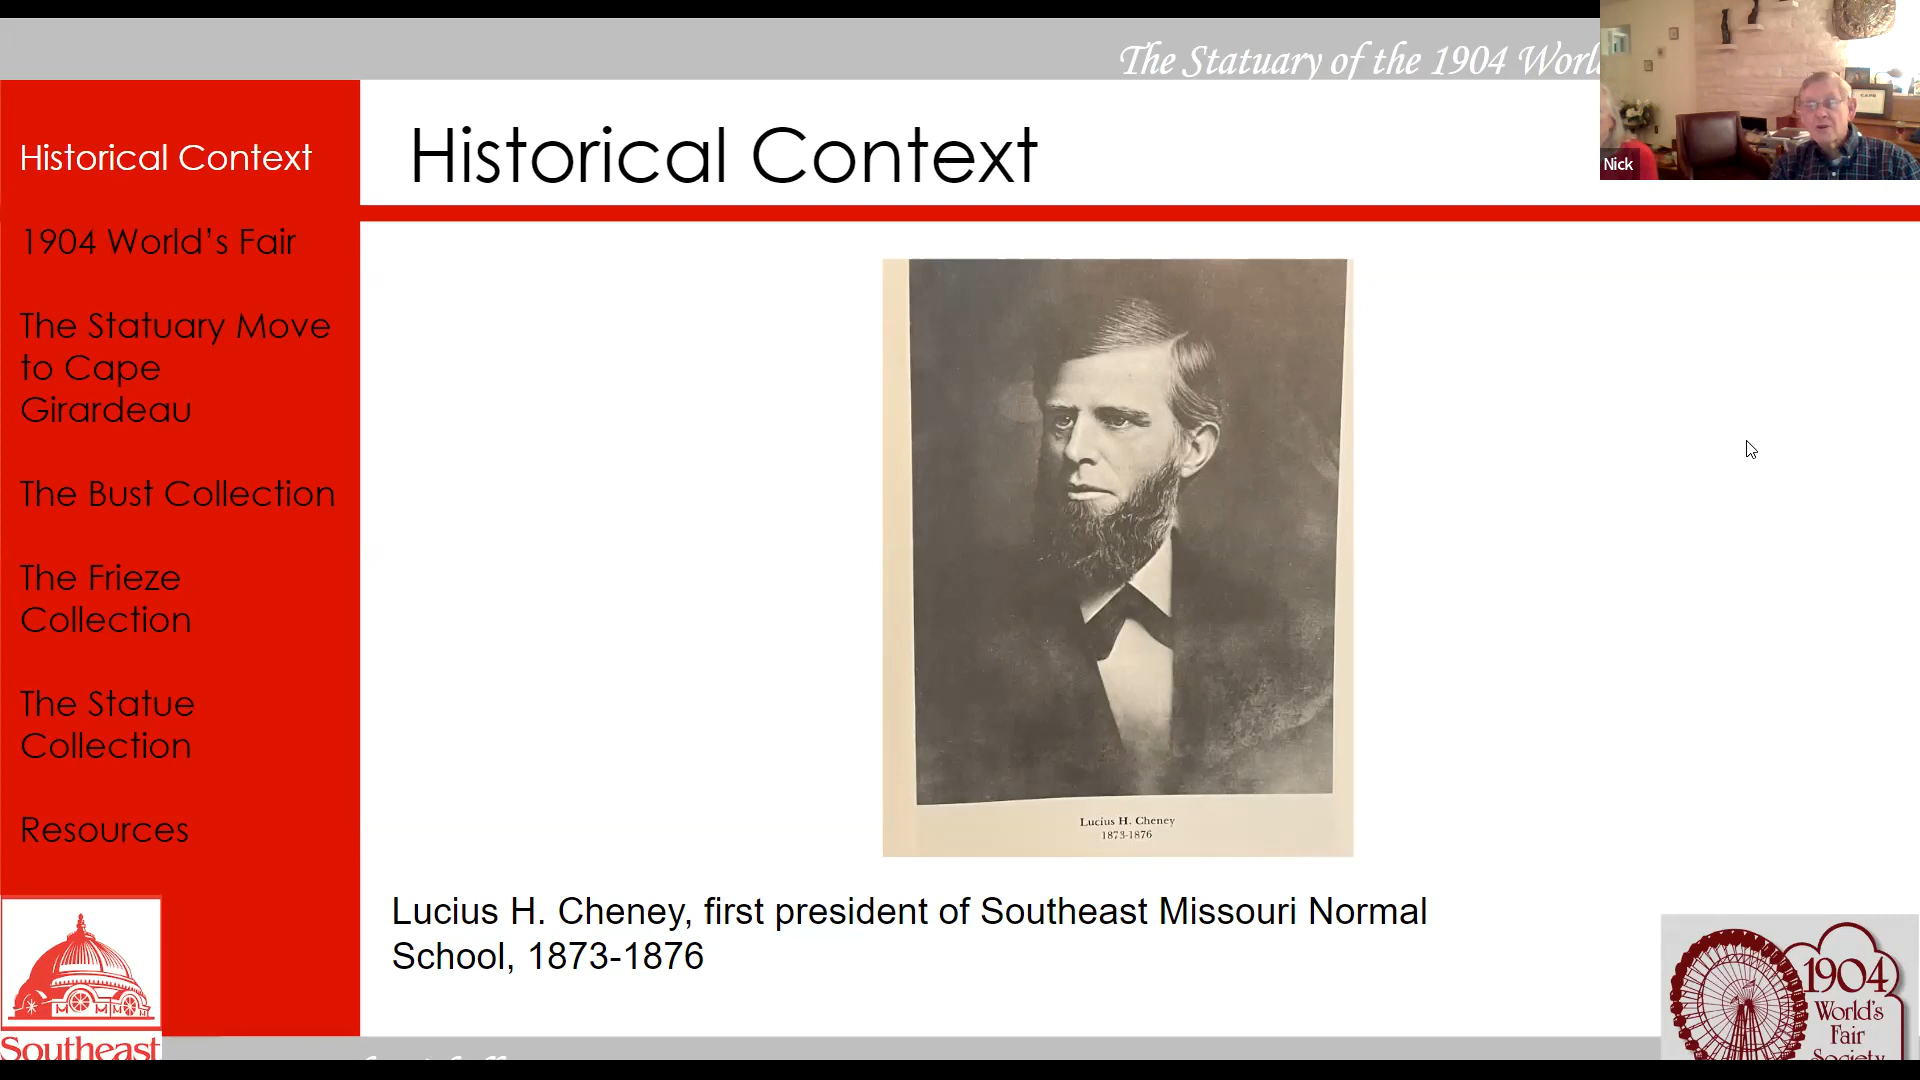 The Statuary of the 1904 World
Nick
Historical Context
Historical Context
1904 World's Fair
The Statuary Move
to Cape
Girardeau
The Bust Collection
The Frieze
Collection
The Statue
Collection
Resources
Lucius H. Cheney
1873-1876
Lucius H. Cheney, first president of Southeast Missouri Normal
School, 1873-1876
Southeast
1904
World's
Fair
Society